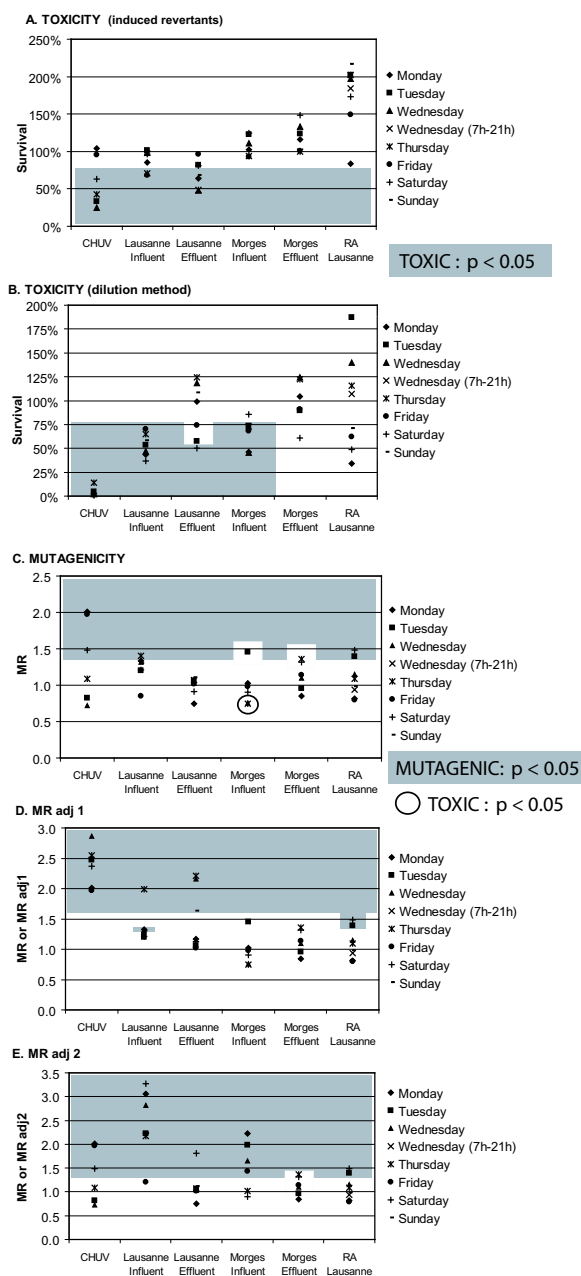 A. TOXICITY (induced revertants)
250%
200%
150%
100%
50%
0%
Survival
CHUV
Lausanne Influent
Lausanne Effluent
Morges Influent
Morges Effluent
RA Lausanne
Monday
Tuesday
Wednesday
Wednesday (7h-21h)
Thursday
Friday
Saturday
Sunday
TOXIC : p < 0.05
B. TOXICITY (dilution method)
200%
175%
150%
125%
100%
75%
50%
25%
0%
Survival
CHUV
Lausanne Influent
Lausanne Effluent
Morges Influent
Morges Effluent
RA Lausanne
Monday
Tuesday
Wednesday
Wednesday (7h-21h)
Thursday
Friday
Saturday
Sunday
C. MUTAGENICITY
2.5
2.0
1.5
1.0
0.5
0.0
MR
CHUV
Lausanne Influent
Lausanne Effluent
Morges Influent
Morges Effluent
RA Lausanne
Monday
Tuesday
Wednesday
Wednesday (7h-21h)
Thursday
Friday
Saturday
Sunday
MUTAGENIC: p < 0.05
TOXIC : p < 0.05
D. MR adj 1
3.0
2.5
2.0
1.5
1.0
0.5
0.0
MR or MR adj1
CHUV
Lausanne Influent
Lausanne Effluent
Morges Influent
Morges Effluent
RA Lausanne
Monday
Tuesday
Wednesday
Wednesday (7h-21h)
Thursday
Friday
Saturday
Sunday
E. MR adj 2
3.5
3.0
2.5
2.0
1.5
1.0
0.5
0.0
MR or MR adj2
CHUV
Lausanne Influent
Lausanne Effluent
Morges Influent
Morges Effluent
RA Lausanne
Monday
Tuesday
Wednesday
Wednesday (7h-21h)
Thursday
Friday
Saturday
Sunday